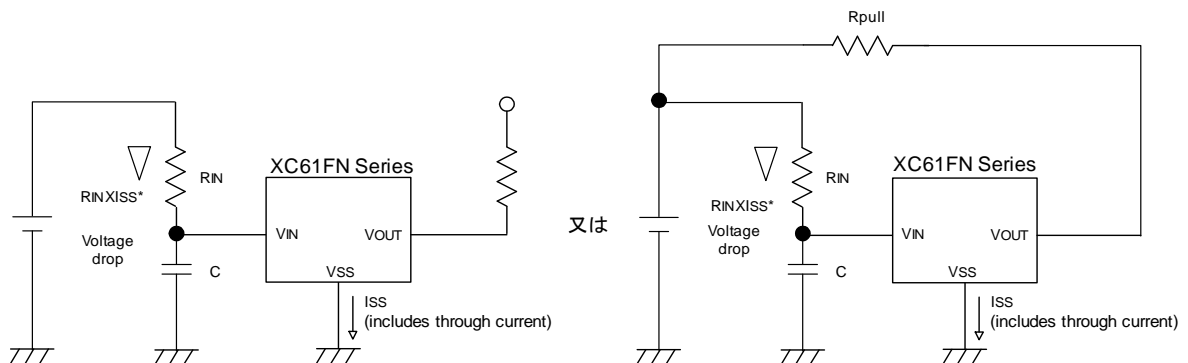 Rpull
XC61FN Series
RIN
RINXISS*
Voltage
drop
VIN
VOUT
VSS
C
ISS
(includes through current)
又は
XC61FN Series
RIN
RINXISS*
Voltage
drop
VIN
VOUT
VSS
C
ISS
(includes through current)